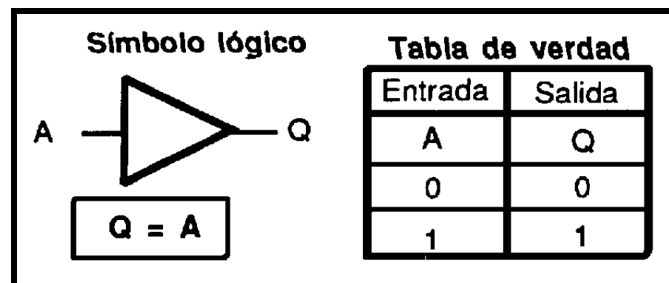 Símbolo lógico
A
Q
Q = A
Tabla de verdad
Entrada Salida
A Q
0 0
1 1